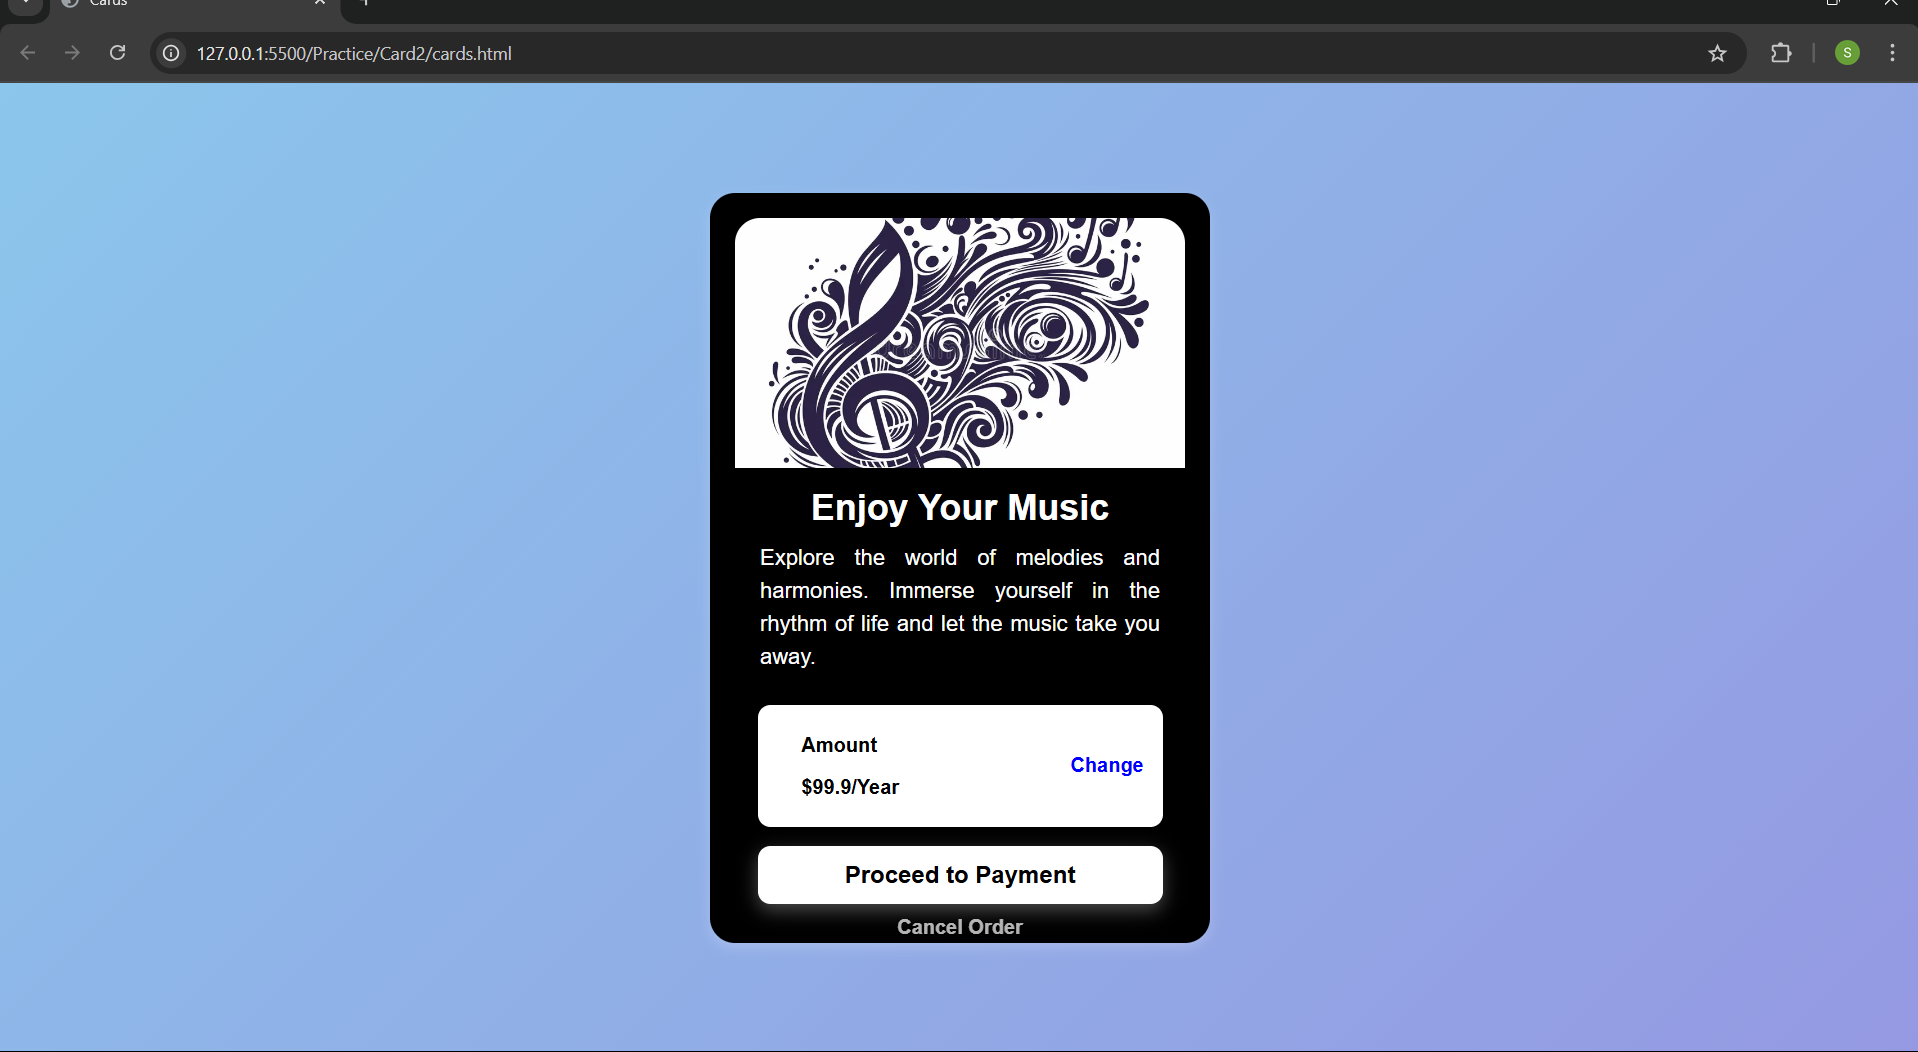 Cards
127.0.0.1:5500/Practice/Card2/cards.html
S
Enjoy Your Music
Explore the world of melodies and
harmonies. Immerse yourself in the
rhythm of life and let the music take you
away.
Amount
$99.9/Year
Change
Proceed to Payment
Cancel Order